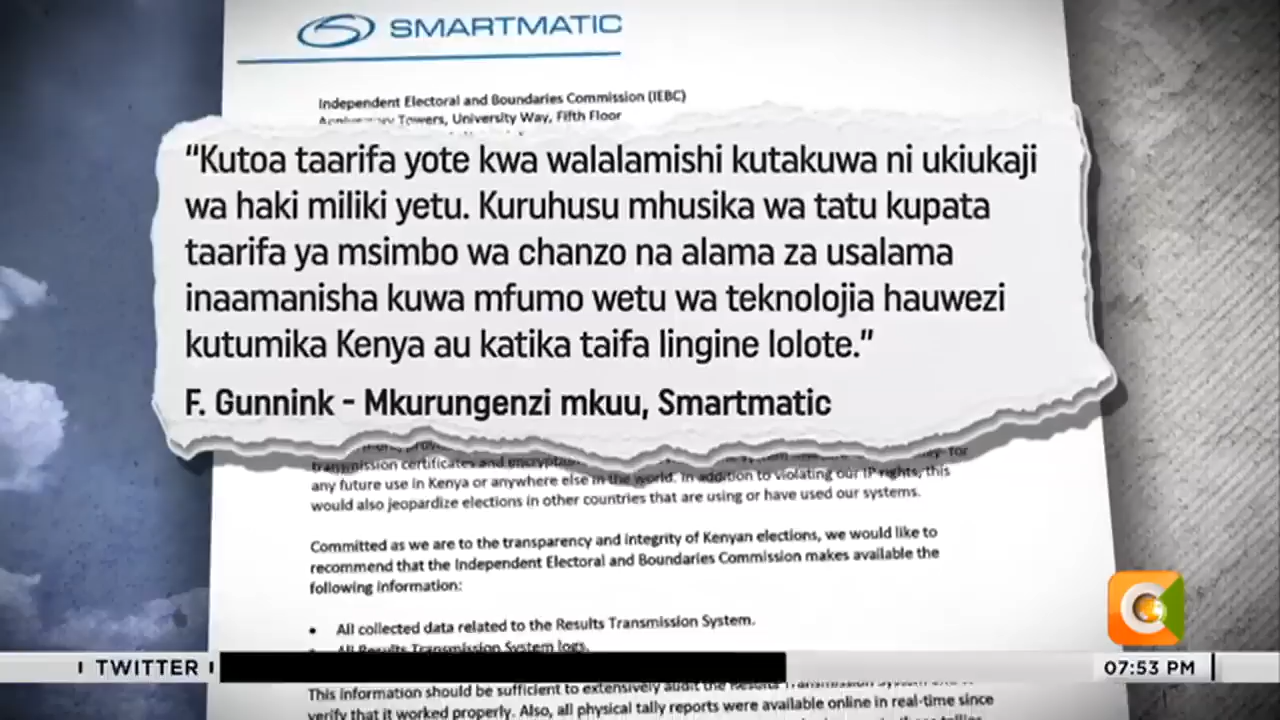 SMARTMATIC
Independent Electoral and Boundaries Commission (IEBC)
Towers, University Way, Fifth Floor
“Kutoa taarifa yote kwa walalamishi kutakuwa ni ukiukaji
wa haki miliki yetu. Kuruhusu mhusika wa tatu kupata
taarifa ya msimbo wa chanzo na alama za usalama
inaamanisha kuwa mfumo wetu wa teknolojia hauwezi
kutumika Kenya au katika taifa lingine lolote.”
F. Gunnink - Mkurungenzi mkuu, Smartmatic
transmission certificates and
any future use in Kenya or anywhere else in the world. In addition to violating our IP rights, this
would also jeopardize elections in other countries that are using or have used our systems.
Committed as we are to the transparency and integrity of Kenyan elections, we would like to
recommend that the Independent Electoral and Boundaries Commission makes available the
following information:
• All collected data related to the Results Transmission System.
• All Results Transmission System logs.
TWITTER
07:53 PM
This information should be sufficient to extensively audit the Results Transmission System
verify that it worked properly. Also, all physical tally reports were available online in real-time since